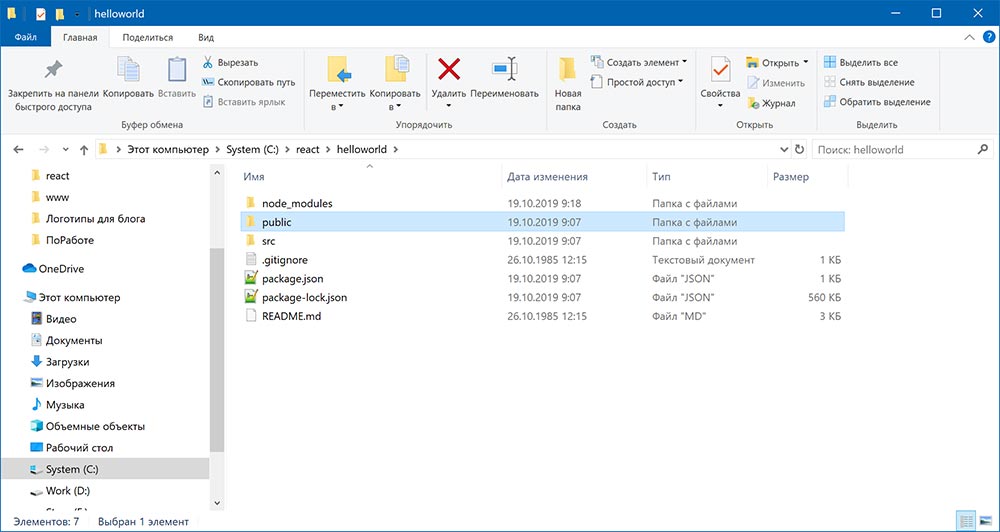 helloworld
Файл Главная Поделиться Вид
Закрепить на панели быстрого доступа
Копировать
Вставить
Вырезать
Скопировать путь
Вставить ярлык
Буфер обмена
Переместить в
Копировать в
Удалить
Переименовать
Упорядочить
Новая папка
Создать элемент
Простой доступ
Создать
Свойства
Открыть
Изменить
Журнал
Открыть
Выделить все
Снять выделение
Обратить выделение
Выделить
Этот компьютер System (C:) react helloworld
Поиск: helloworld
react
www
Логотипы для блога
ПоРаботе
OneDrive
Этот компьютер
Видео
Документы
Загрузки
Изображения
Музыка
Объемные объекты
Рабочий стол
System (C:)
Work (D:)
Имя Дата изменения Тип Размер
node_modules 19.10.2019 9:18 Папка с файлами
public 19.10.2019 9:07 Папка с файлами
src 19.10.2019 9:07 Папка с файлами
.gitignore 26.10.1985 12:15 Текстовый документ 1 КБ
package.json 19.10.2019 9:07 Файл "JSON" 1 КБ
package-lock.json 19.10.2019 9:07 Файл "JSON" 560 КБ
README.md 26.10.1985 12:15 Файл "MD" 3 КБ
Элементов: 7 Выбран 1 элемент